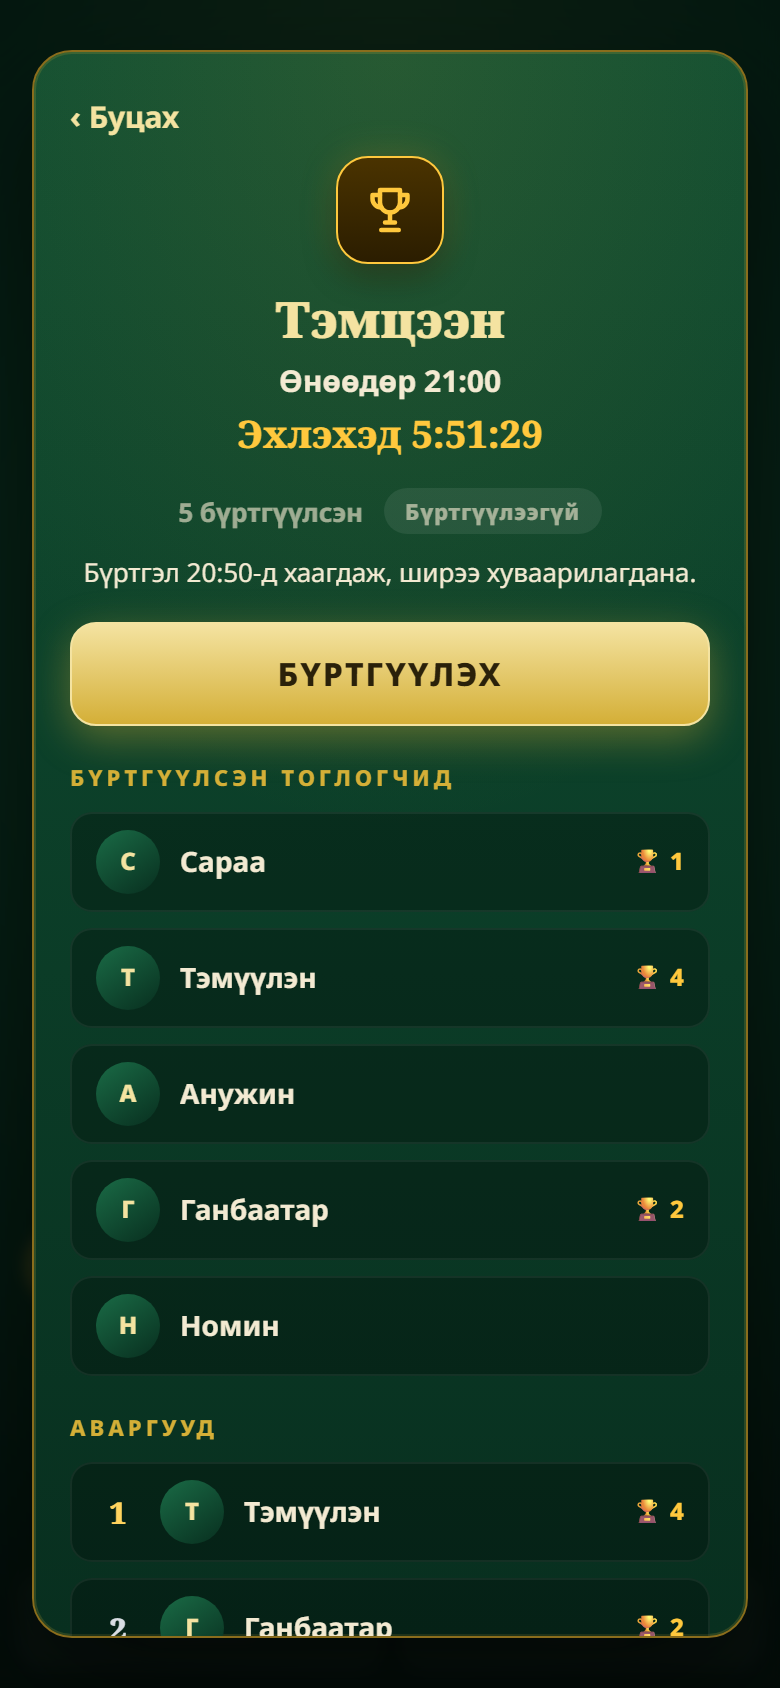 ‹ Буцах
Тэмцээн
Өнөөдөр 21:00
Эхлэхэд 5:51:29
5 бүртгүүлсэн Бүртгүүлээгүй
Бүртгэл 20:50-д хаагдаж, ширээ хуваарилагдана.
БҮРТГҮҮЛЭХ
БҮРТГҮҮЛСЭН ТОГЛОГЧИД
С Сараа 1
Т Тэмүүлэн 4
А Анужин
Г Ганбаатар 2
Н Номин
АВАРГУУД
1 Т Тэмүүлэн 4
2 Г Ганбаатар 2